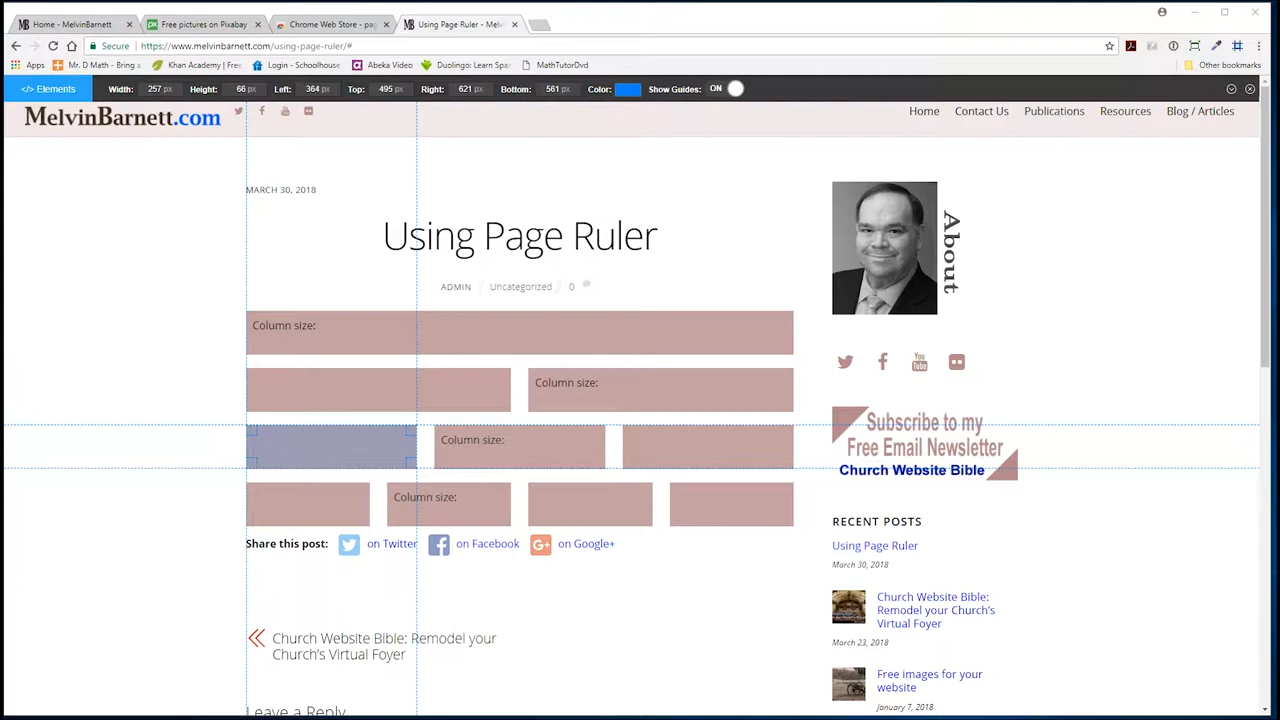 Home - MelvinBarnett × Free pictures on Pixabay × Chrome Web Store - pag × Using Page Ruler - Melv ×
Secure https://www.melvinbarnett.com/using-page-ruler/#
Apps Mr. D Math - Bring a Khan Academy | Free Login - Schoolhouse Abeka Video Duolingo: Learn Span MathTutorDvd Other bookmarks
</> Elements Width: 257 px Height: 66 px Left: 364 px Top: 495 px Right: 621 px Bottom: 561 px Color: Show Guides: ON
MelvinBarnett.com
Home Contact Us Publications Resources Blog / Articles
MARCH 30, 2018
Using Page Ruler
ADMIN Uncategorized 0
Column size:
Column size:
Column size:
Column size:
Share this post: on Twitter on Facebook on Google+
Church Website Bible: Remodel your
Church's Virtual Foyer
Leave a Reply
About
You
Tube
Subscribe to my
Free Email Newsletter
Church Website Bible
RECENT POSTS
Using Page Ruler
March 30, 2018
Church Website Bible:
Remodel your Church's
Virtual Foyer
March 23, 2018
Free images for your
website
January 7, 2018